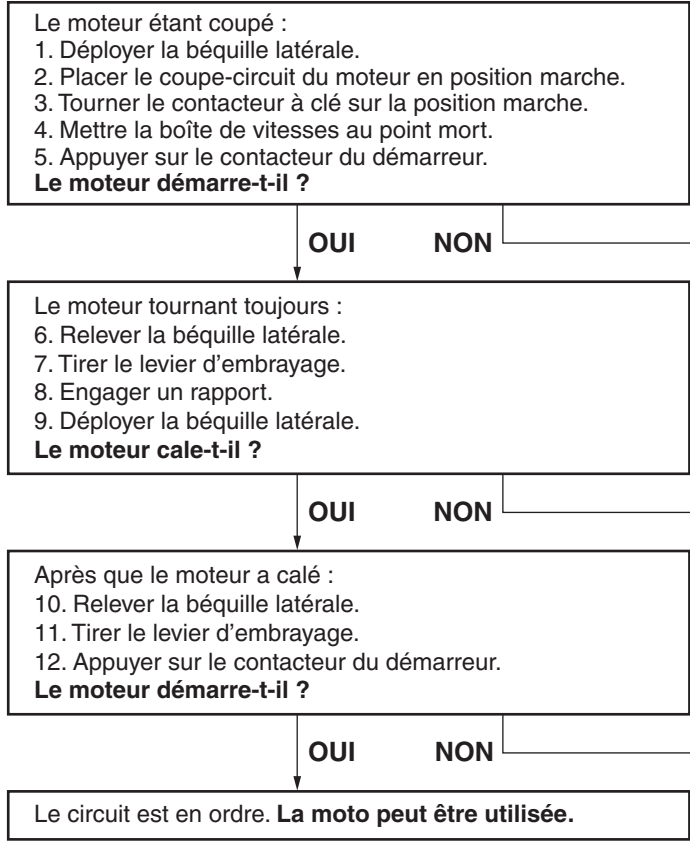 Le moteur étant coupé :
1. Déployer la béquille latérale.
2. Placer le coupe-circuit du moteur en position marche.
3. Tourner le contacteur à clé sur la position marche.
4. Mettre la boîte de vitesses au point mort.
5. Appuyer sur le contacteur du démarreur.
Le moteur démarre-t-il ?
OUI NON
Le moteur tournant toujours :
6. Relever la béquille latérale.
7. Tirer le levier d'embrayage.
8. Engager un rapport.
9. Déployer la béquille latérale.
Le moteur cale-t-il ?
OUI NON
Après que le moteur a calé :
10. Relever la béquille latérale.
11. Tirer le levier d'embrayage.
12. Appuyer sur le contacteur du démarreur.
Le moteur démarre-t-il ?
OUI NON
Le circuit est en ordre. La moto peut être utilisée.